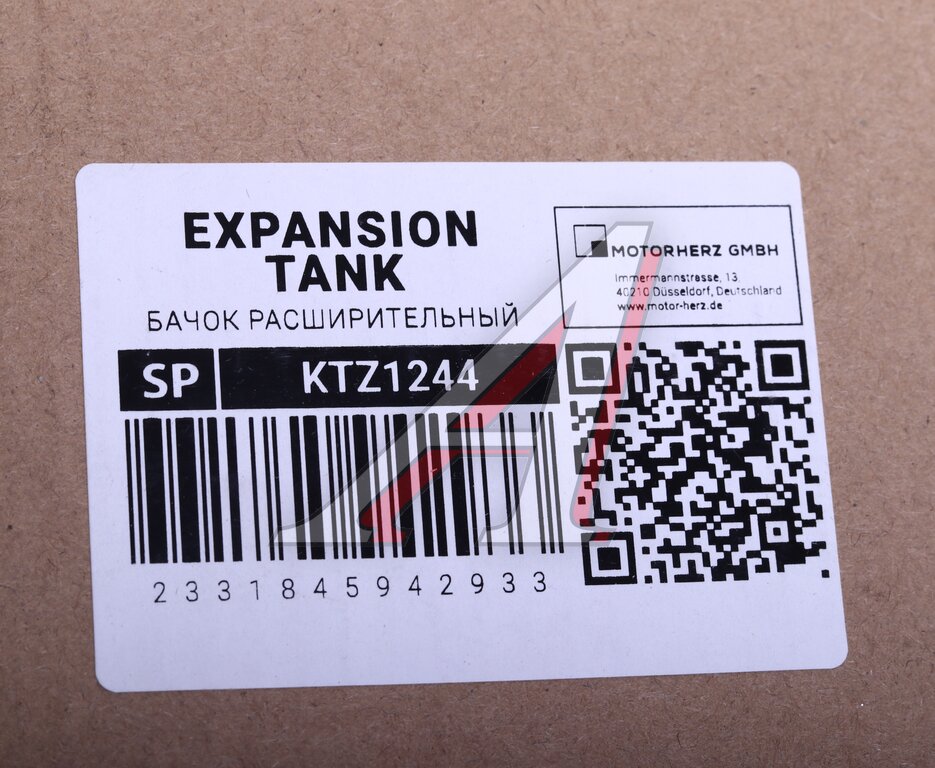 EXPANSION
TANK
БАЧОК РАСШИРИТЕЛЬНЫЙ
MOTORHERZ GMBH
Immermannstrasse, 13,
40210 Düsseldorf, Deutschland
www.motor-herz.de
SP KTZ1244
2331845942933